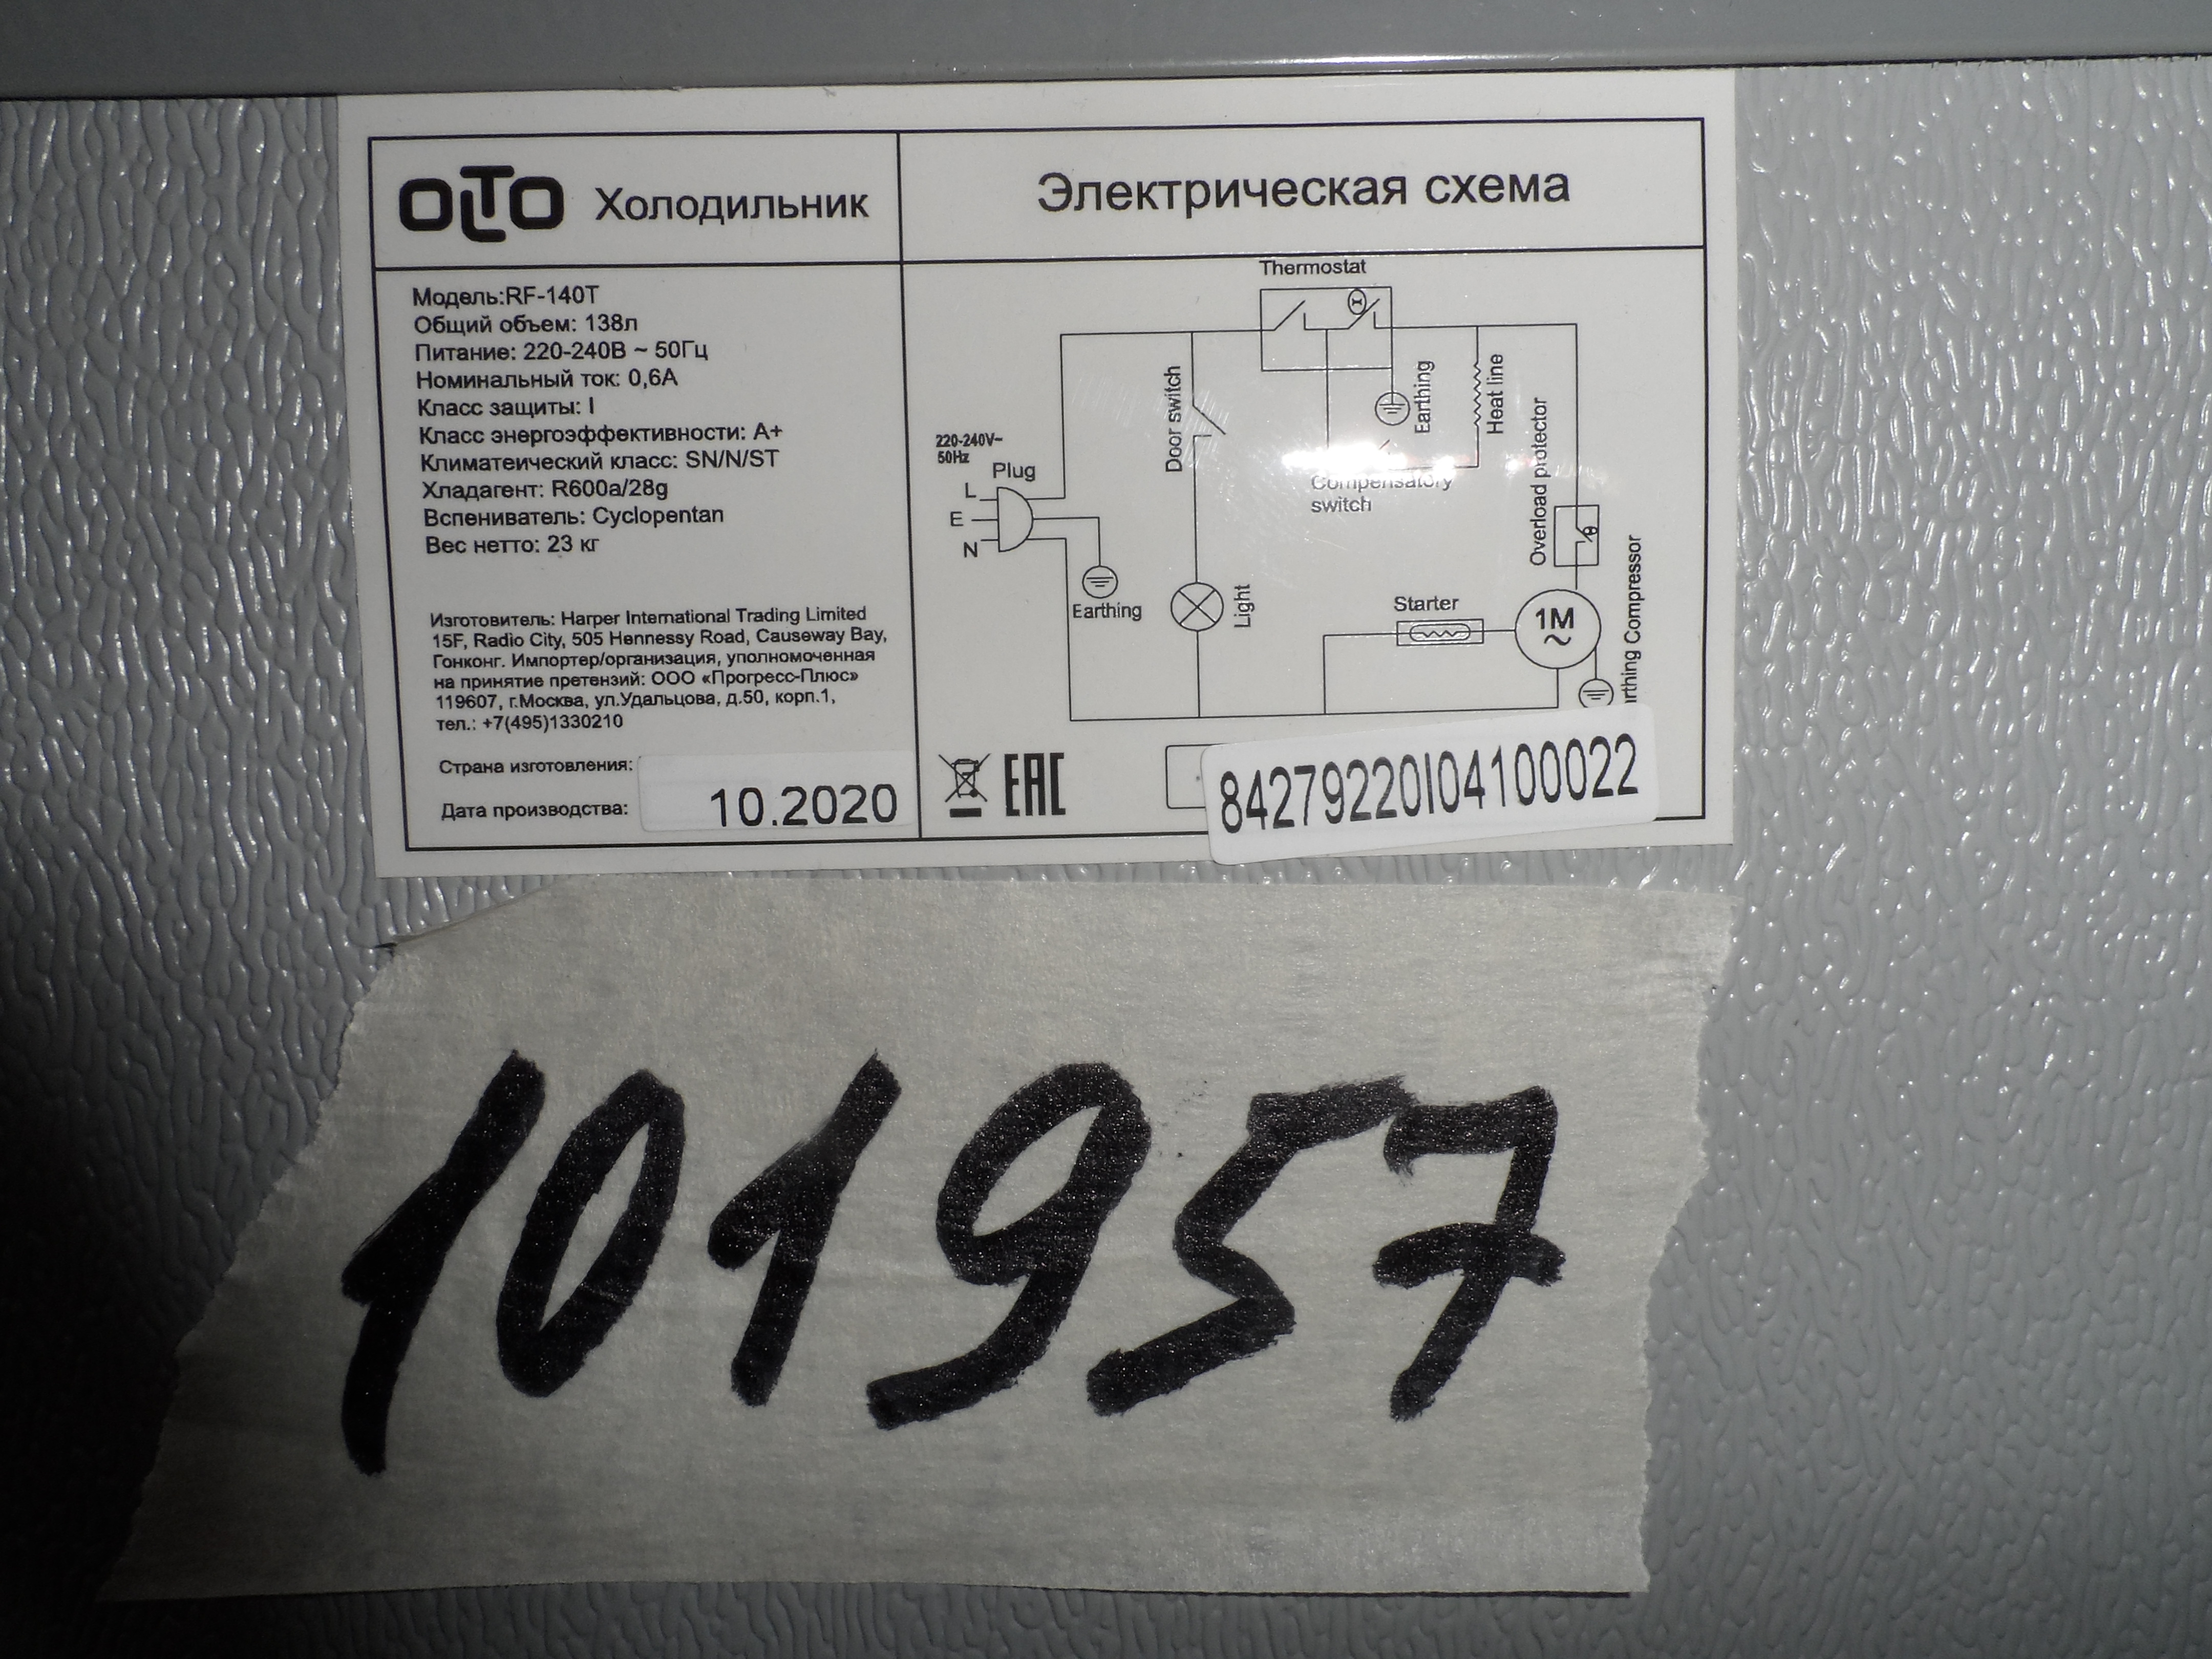 OLTO Холодильник
Электрическая схема
Модель:RF-140T
Общий объем: 138л
Питание: 220-240В ~ 50Гц
Номинальный ток: 0,6А
Класс защиты: I
Класс энергоэффективности: А+
Климатеический класс: SN/N/ST
Хладагент: R600a/28g
Вспениватель: Cyclopentan
Вес нетто: 23 кг
Изготовитель: Harper International Trading Limited
15F, Radio City, 505 Hennessy Road, Causeway Bay,
Гонконг. Импортер/организация, уполномоченная
на принятие претензий: ООО «Прогресс-Плюс»
119607, г.Москва, ул.Удальцова, д.50, корп.1,
тел.: +7(495)1330210
Страна изготовления:
Дата производства: 10.2020
Thermostat
Door switch
Earthing
Heat line
Overload protector
220-240V~
50Hz
Plug
L
E
N
Compensatory
switch
Earthing
Light
Starter
1M
~
Compressor
EAC
84279220I04100022
101957